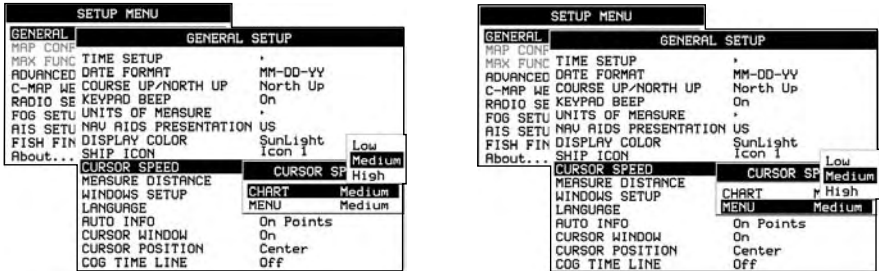 SETUP MENU
GENERAL
MAP CONF
MAX FUNC
ADVANCED
C-MAP WE
RADIO SE
FOG SETU
AIS SETU
FISH FIN
About...
GENERAL SETUP
TIME SETUP
DATE FORMAT MM-DD-YY
COURSE UP/NORTH UP North Up
KEYPAD BEEP On
UNITS OF MEASURE
NAV AIDS PRESENTATION US
DISPLAY COLOR SunLight
SHIP ICON Icon 1
CURSOR SPEED
MEASURE DISTANCE
WINDOWS SETUP
LANGUAGE
AUTO INFO On Points
CURSOR WINDOW On
CURSOR POSITION Center
COG TIME LINE Off
CURSOR SP
CHART Medium
MENU Medium
Low
Medium
High
SETUP MENU
GENERAL
MAP CONF
MAX FUNC
ADVANCED
C-MAP WE
RADIO SE
FOG SETU
AIS SETU
FISH FIN
About...
GENERAL SETUP
TIME SETUP
DATE FORMAT MM-DD-YY
COURSE UP/NORTH UP North Up
KEYPAD BEEP On
UNITS OF MEASURE
NAV AIDS PRESENTATION US
DISPLAY COLOR SunLight
SHIP ICON Icon 1
CURSOR SPEED
MEASURE DISTANCE
WINDOWS SETUP
LANGUAGE
AUTO INFO On Points
CURSOR WINDOW On
CURSOR POSITION Center
COG TIME LINE Off
CURSOR SP
CHART M
MENU Medium
Low
Medium
High